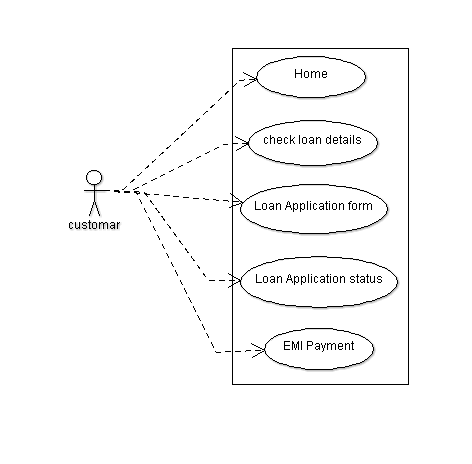 Home
check loan details
Loan Application form
customar
Loan Application status
EMI Payment